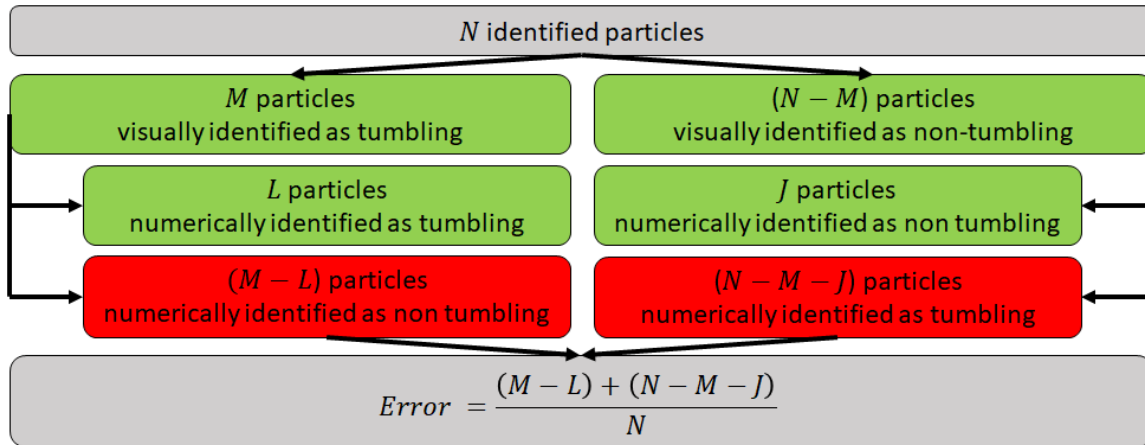 N identified particles
M particles
visually identified as tumbling
(N − M) particles
visually identified as non-tumbling
L particles
numerically identified as tumbling
J particles
numerically identified as non tumbling
(M − L) particles
numerically identified as non tumbling
(N − M − J) particles
numerically identified as tumbling
Error = (M − L) + (N − M − J)
N